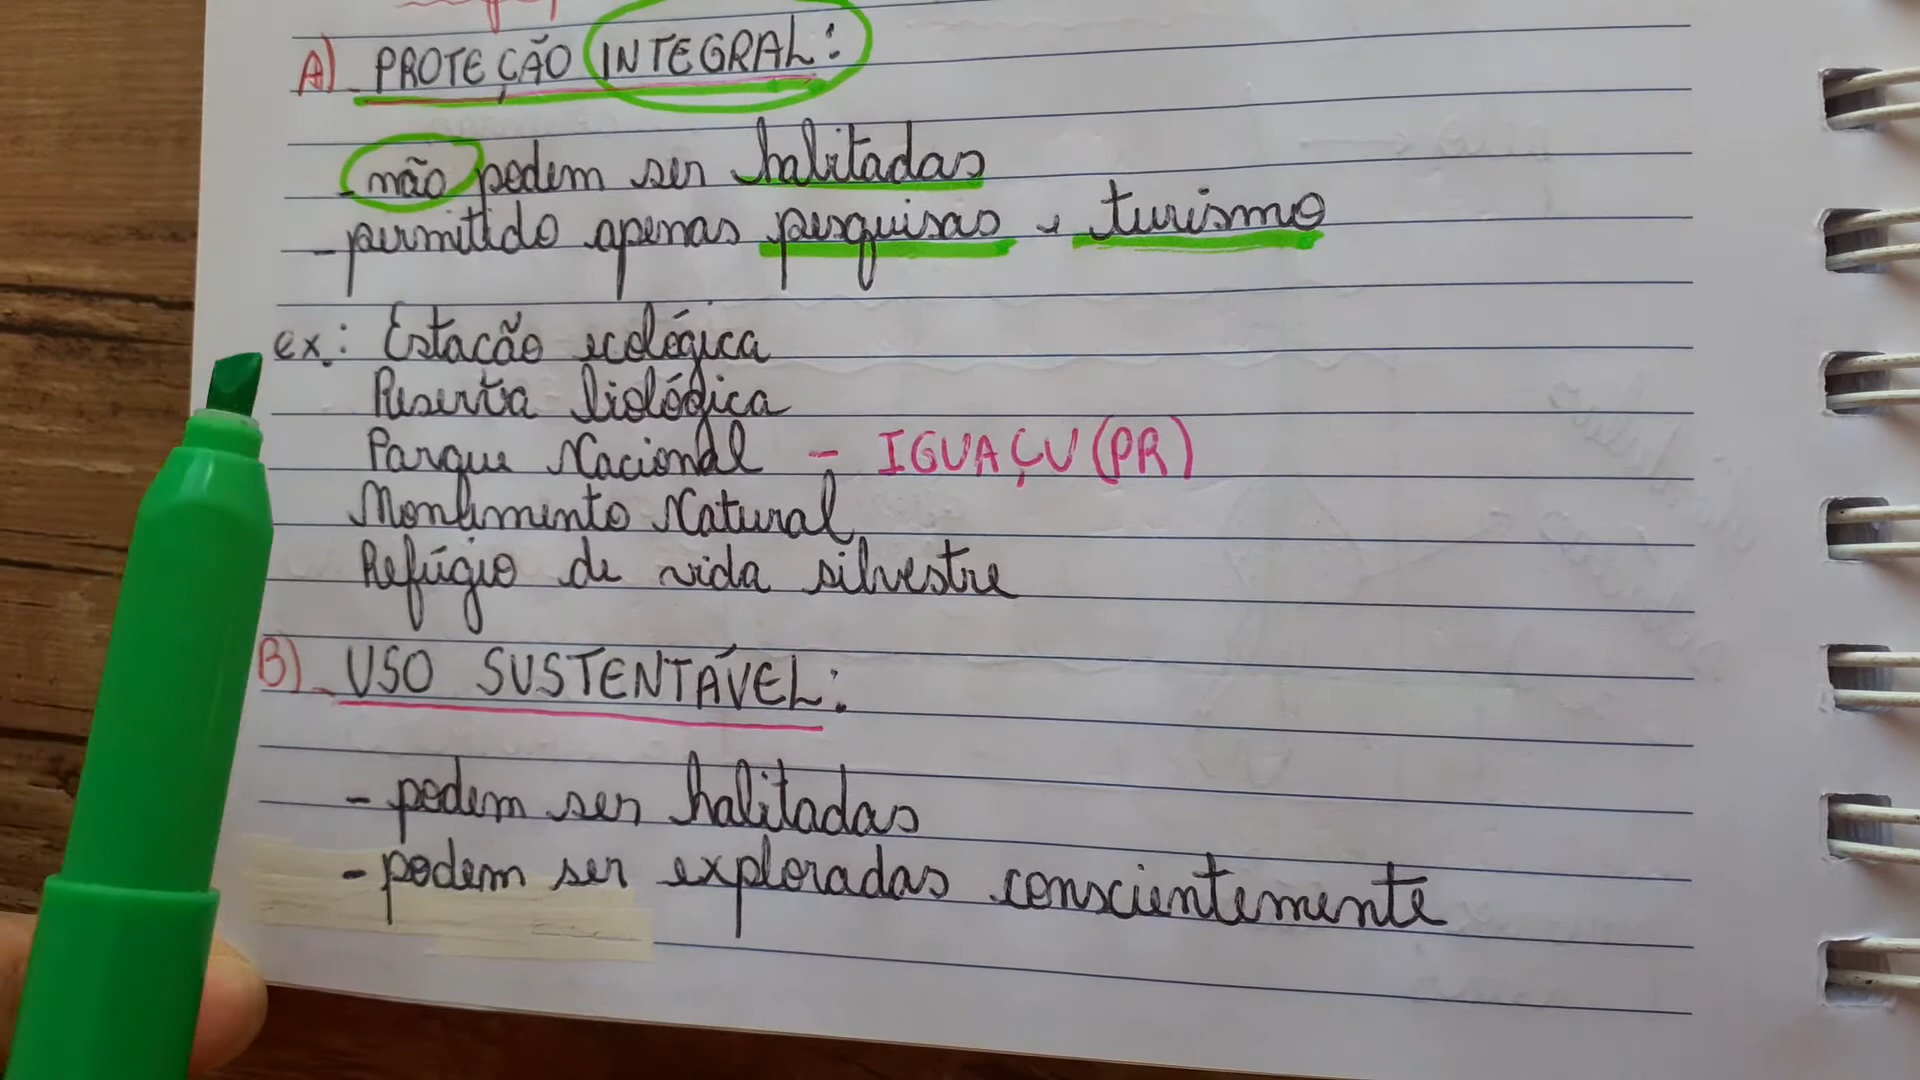 A) PROTEÇÃO INTEGRAL:
- não podem ser habitadas
- permitido apenas pesquisas e turismo
ex.: Estação ecológica
Reserva biológica
Parque Nacional - IGUAÇU (PR)
Monumento Natural
Refúgio de vida silvestre
B) USO SUSTENTÁVEL:
- podem ser habitadas
- podem ser exploradas conscientemente